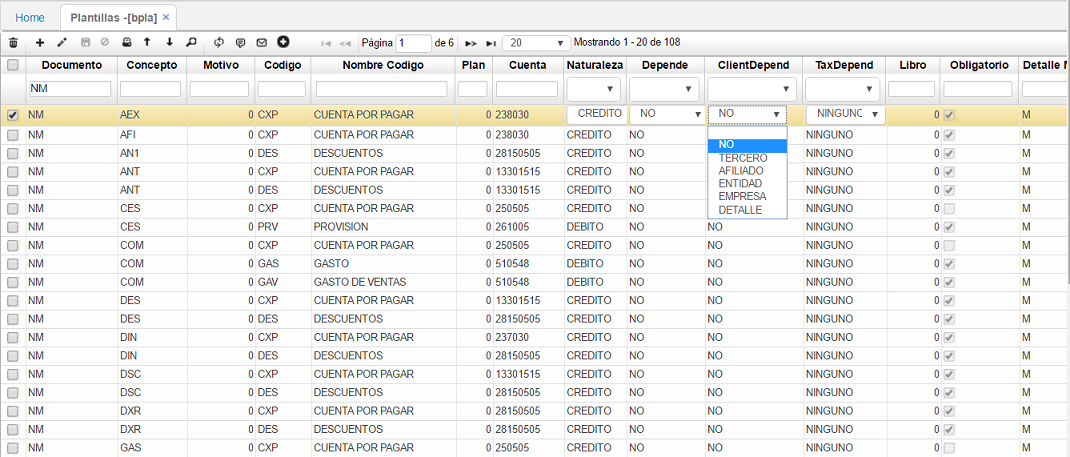 Home Plantillas -[bpla] ×
Página 1 de 6 20 Mostrando 1 - 20 de 108
Documento Concepto Motivo Codigo Nombre Codigo Plan Cuenta Naturaleza Depende ClientDepend TaxDepend Libro Obligatorio Detalle
NM
NM AEX 0 CXP CUENTA POR PAGAR 0 238030 CREDITO NO NO NINGUNO 0 M
NM AFI 0 CXP CUENTA POR PAGAR 0 238030 CREDITO NO NINGUNO 0 M
NO
NM AN1 0 DES DESCUENTOS 0 28150505 CREDITO NO NINGUNO 0 M
TERCERO
NM ANT 0 CXP CUENTA POR PAGAR 0 13301515 CREDITO NO AFILIADO NINGUNO 0 M
NM ANT 0 DES DESCUENTOS 0 13301515 CREDITO NO ENTIDAD NINGUNO 0 M
EMPRESA
NM CES 0 CXP CUENTA POR PAGAR 0 250505 CREDITO NO DETALLE NINGUNO 0 M
NM CES 0 PRV PROVISION 0 261005 DEBITO NO NO NINGUNO 0 M
NM COM 0 CXP CUENTA POR PAGAR 0 250505 CREDITO NO NO NINGUNO 0 M
NM COM 0 GAS GASTO 0 510548 DEBITO NO NO NINGUNO 0 M
NM COM 0 GAV GASTO DE VENTAS 0 510548 DEBITO NO NO NINGUNO 0 M
NM DES 0 CXP CUENTA POR PAGAR 0 13301515 CREDITO NO NO NINGUNO 0 M
NM DES 0 DES DESCUENTOS 0 28150505 CREDITO NO NO NINGUNO 0 M
NM DIN 0 CXP CUENTA POR PAGAR 0 237030 CREDITO NO NO NINGUNO 0 M
NM DIN 0 DES DESCUENTOS 0 28150505 CREDITO NO NO NINGUNO 0 M
NM DSC 0 CXP CUENTA POR PAGAR 0 13301515 CREDITO NO NO NINGUNO 0 M
NM DSC 0 DES DESCUENTOS 0 28150505 CREDITO NO NO NINGUNO 0 M
NM DXR 0 CXP CUENTA POR PAGAR 0 28150505 CREDITO NO NO NINGUNO 0 M
NM DXR 0 DES DESCUENTOS 0 28150505 CREDITO NO NO NINGUNO 0 M
NM GAS 0 CXP CUENTA POR PAGAR 0 250505 CREDITO NO NO NINGUNO 0 M